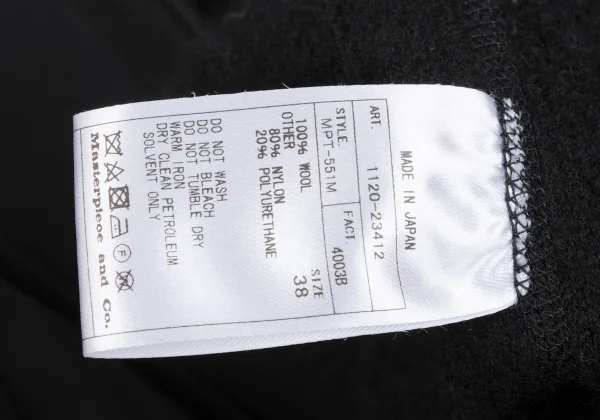 MADE IN JAPAN
ART. 1120-23412
STYLE. MPT-551M FACT. 4003B
100% WOOL
OTHER
80% NYLON
20% POLYURETHANE
SIZE
38
DO NOT WASH
DO NOT BLEACH
DO NOT TUMBLE DRY
WARM IRON
DRY CLEAN PETROLEUM
SOLVENT ONLY
F
Masterpiece and Co.